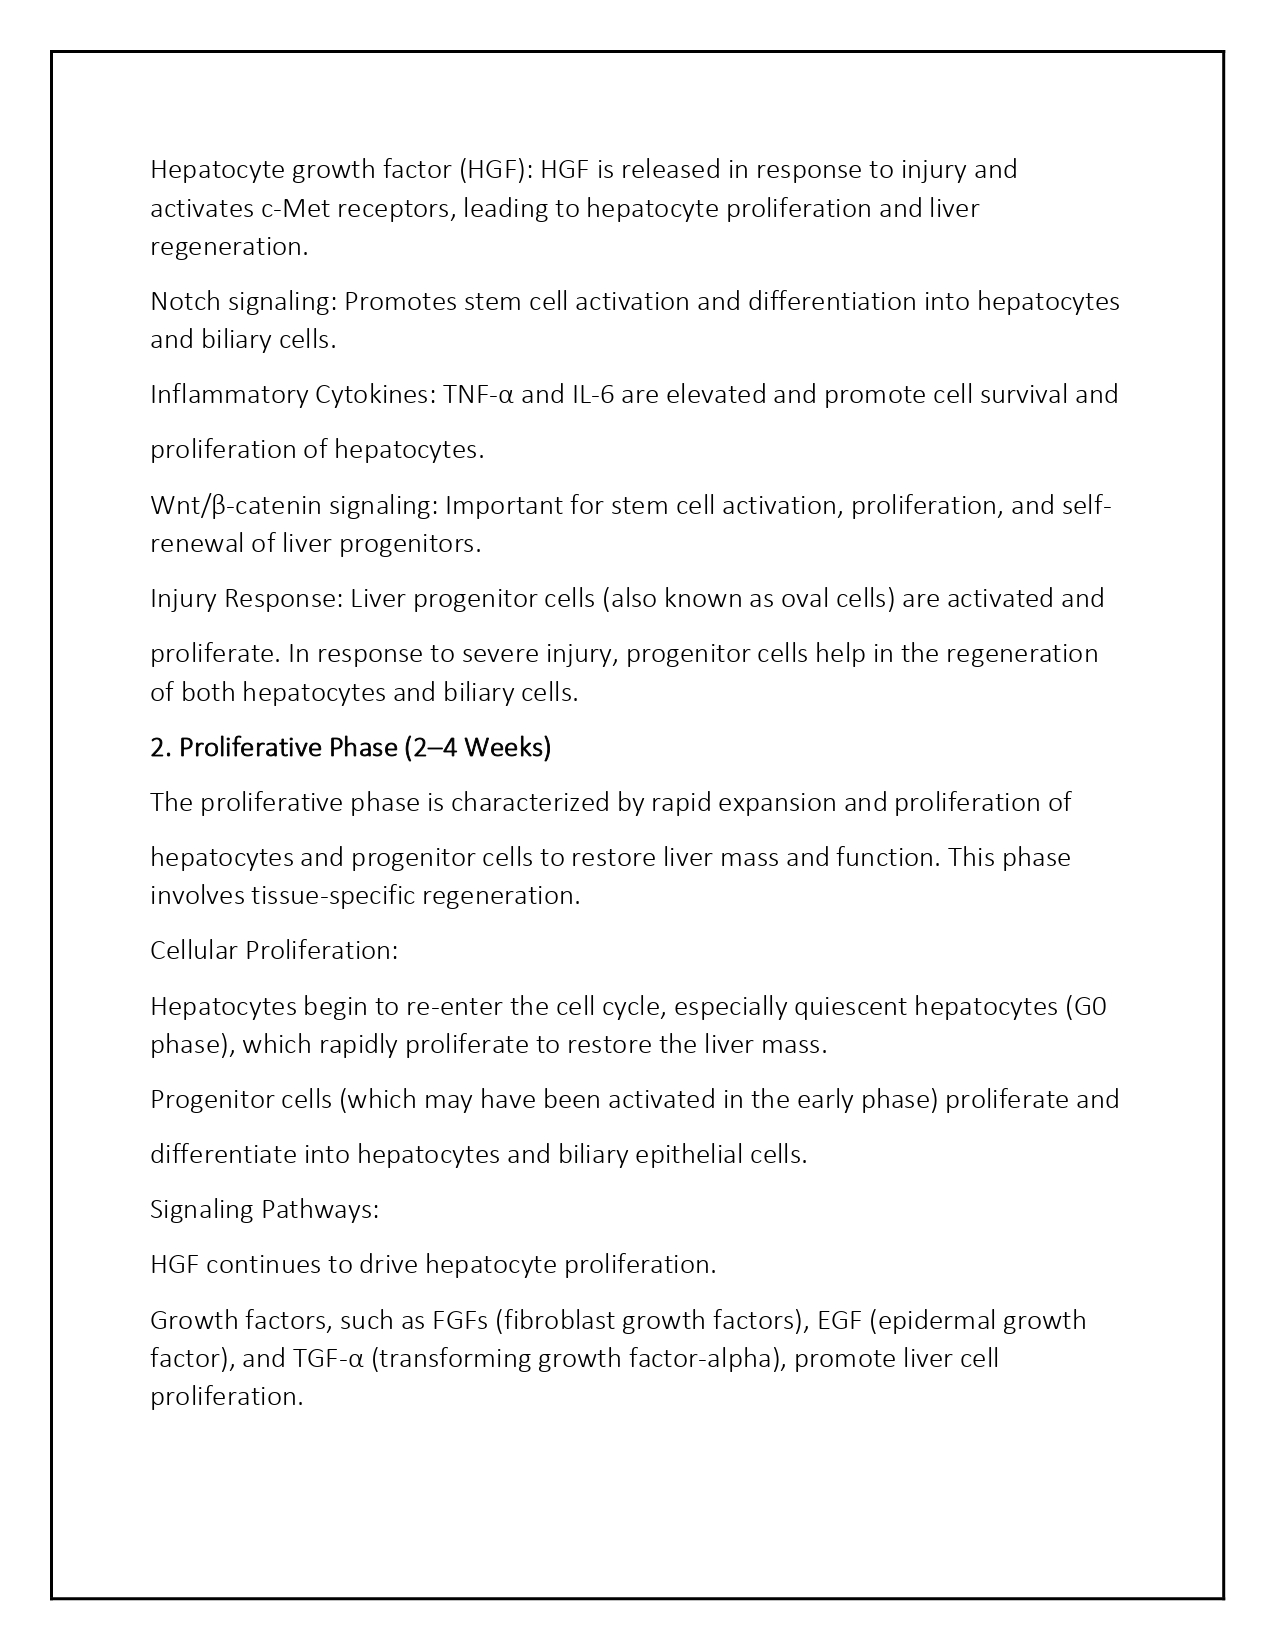 Hepatocyte growth factor (HGF): HGF is released in response to injury and
activates c-Met receptors, leading to hepatocyte proliferation and liver
regeneration.
Notch signaling: Promotes stem cell activation and differentiation into hepatocytes
and biliary cells.
Inflammatory Cytokines: TNF-α and IL-6 are elevated and promote cell survival and
proliferation of hepatocytes.
Wnt/β-catenin signaling: Important for stem cell activation, proliferation, and self-
renewal of liver progenitors.
Injury Response: Liver progenitor cells (also known as oval cells) are activated and
proliferate. In response to severe injury, progenitor cells help in the regeneration
of both hepatocytes and biliary cells.
2. Proliferative Phase (2–4 Weeks)
The proliferative phase is characterized by rapid expansion and proliferation of
hepatocytes and progenitor cells to restore liver mass and function. This phase
involves tissue-specific regeneration.
Cellular Proliferation:
Hepatocytes begin to re-enter the cell cycle, especially quiescent hepatocytes (G0
phase), which rapidly proliferate to restore the liver mass.
Progenitor cells (which may have been activated in the early phase) proliferate and
differentiate into hepatocytes and biliary epithelial cells.
Signaling Pathways:
HGF continues to drive hepatocyte proliferation.
Growth factors, such as FGFs (fibroblast growth factors), EGF (epidermal growth
factor), and TGF-α (transforming growth factor-alpha), promote liver cell
proliferation.